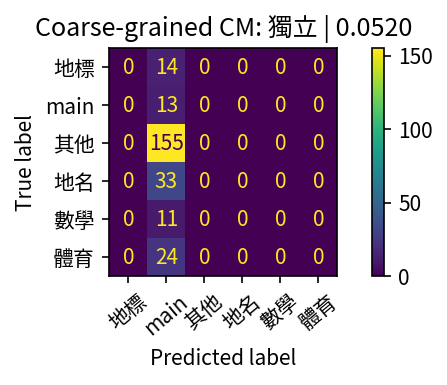 Coarse-grained CM: 獨立 | 0.0520
地標 0 14 0 0 0 0
main 0 13 0 0 0 0
其他 0 155 0 0 0 0
地名 0 33 0 0 0 0
數學 0 11 0 0 0 0
體育 0 24 0 0 0 0
True label
地標 main 其他 地名 數學 體育
Predicted label
150
100
50
0